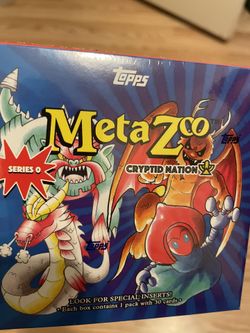 Topps
MetaZoo
CRYPTID NATION
SERIES 0
LOOK FOR SPECIAL INSERTS!
Each box contains 1 pack with 30 cards